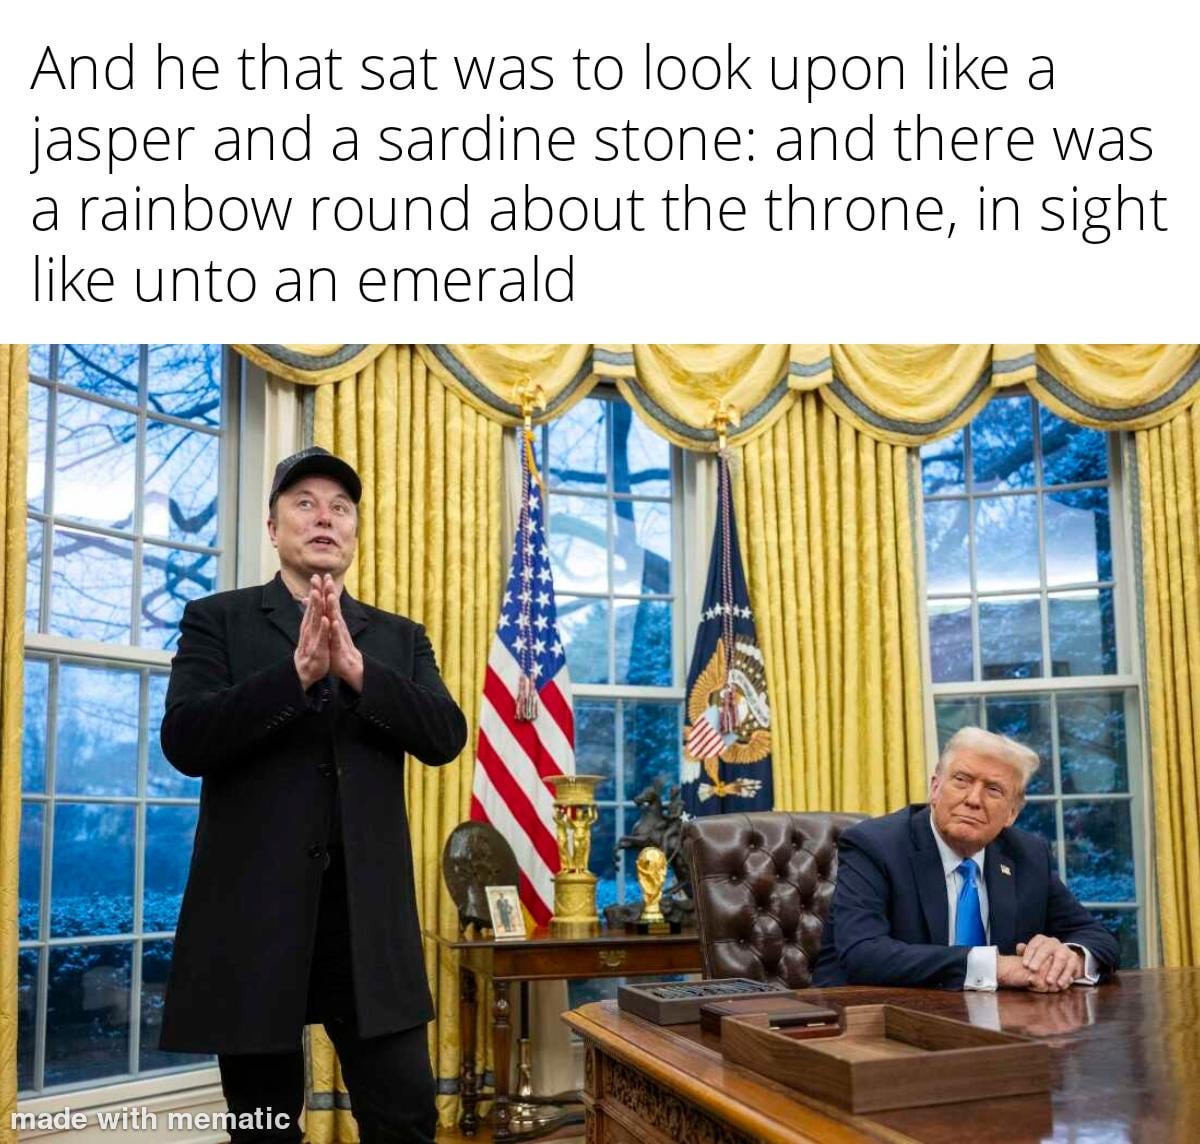 And he that sat was to look upon like a
jasper and a sardine stone: and there was
a rainbow round about the throne, in sight
like unto an emerald
made with mematic